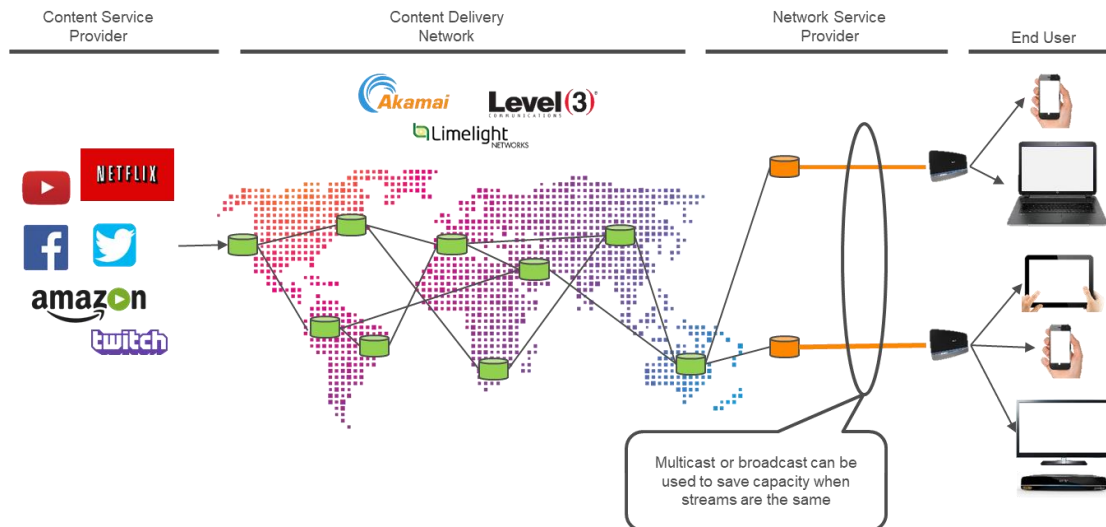 Content Service
Provider
Content Delivery
Network
Network Service
Provider
End User
Akamai
Level(3)
COMMUNICATIONS
Limelight
NETWORKS
NETFLIX
f
amazon
twitch
Multicast or broadcast can be
used to save capacity when
streams are the same